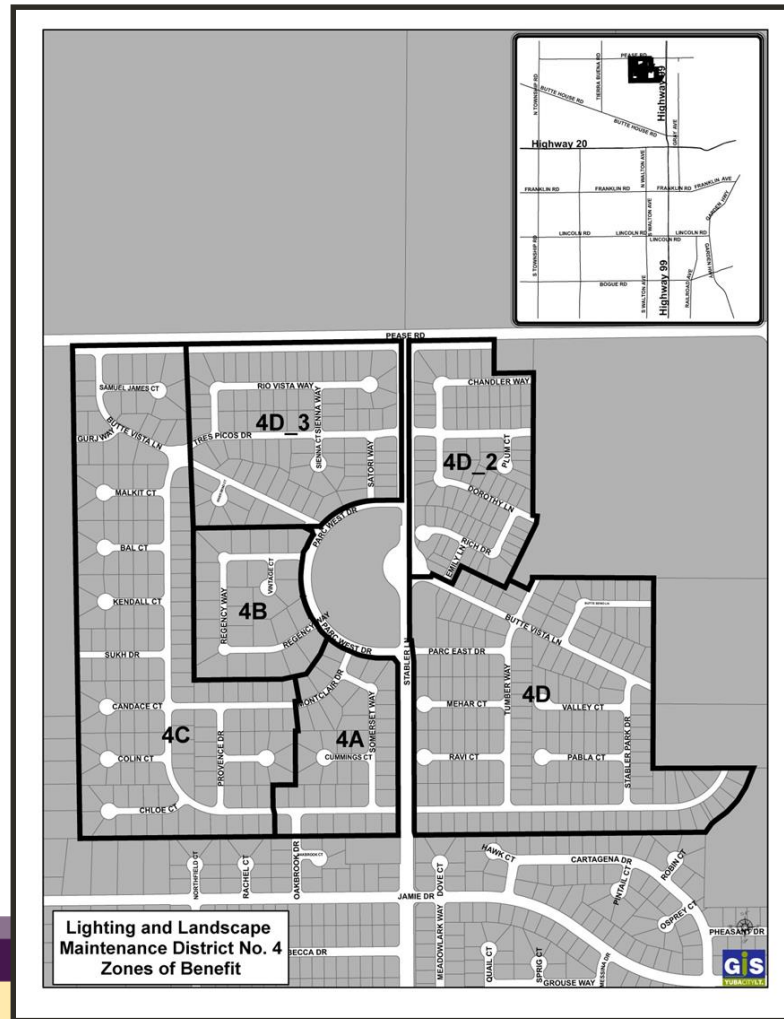 PEASE RD
N TOWNSHIP RD
TIERRA BUENA RD
Highway 99
BUTTE HOUSE RD
BUTTE HOUSE RD
GRAY AVE
Highway 20
N WALTON AVE
FRANKLIN RD
FRANKLIN RD
FRANKLIN RD
FRANKLIN AVE
GARDEN HWY
S WALTON AVE
LINCOLN RD
LINCOLN RD
LINCOLN RD
LINCOLN RD
S TOWNSHIP RD
GARDEN HWY
BOGUE RD
S WALTON AVE
Highway 99
RAILROAD AVE
PEASE RD
SAMUEL JAMES CT
RIO VISTA WAY
CHANDLER WAY
4D_3
SIENNA WAY
BUTTE VISTA LN
GURJ WAY
TRES PICOS DR
SIENNA CT
SATORI WAY
4D_2
PLUM CT
MALKIT CT
DOROTHY LN
PARC WEST DR
BAL CT
RICH DR
EMILY LN
VINTAGE CT
KENDALL CT
REGENCY WAY
4B
REGENCY WAY
BUTTE VISTA LN
SUKH DR
PARC WEST DR
STABLER LN
PARC EAST DR
TUMBER WAY
4D
MONTCLAIR DR
SOMERSET WAY
CANDACE CT
MEHAR CT
VALLEY CT
4C
PROVENCE DR
4A
STABLER PARK DR
COLIN CT
CUMMINGS CT
RAVI CT
PABLA CT
CHLOE CT
NORTHFIELD CT
RACHEL CT
OAKBROOK DR
DOVE CT
HAWK CT
CARTAGENA DR
ROBIN CT
PINTAIL CT
JAMIE DR
OSPREY CT
MEADOWLARK WAY
PHEASANT DR
Lighting and Landscape
Maintenance District No. 4
Zones of Benefit
BECCA DR
QUAIL CT
SPRIG CT
MESSINA DR
GROUSE WAY
GIS